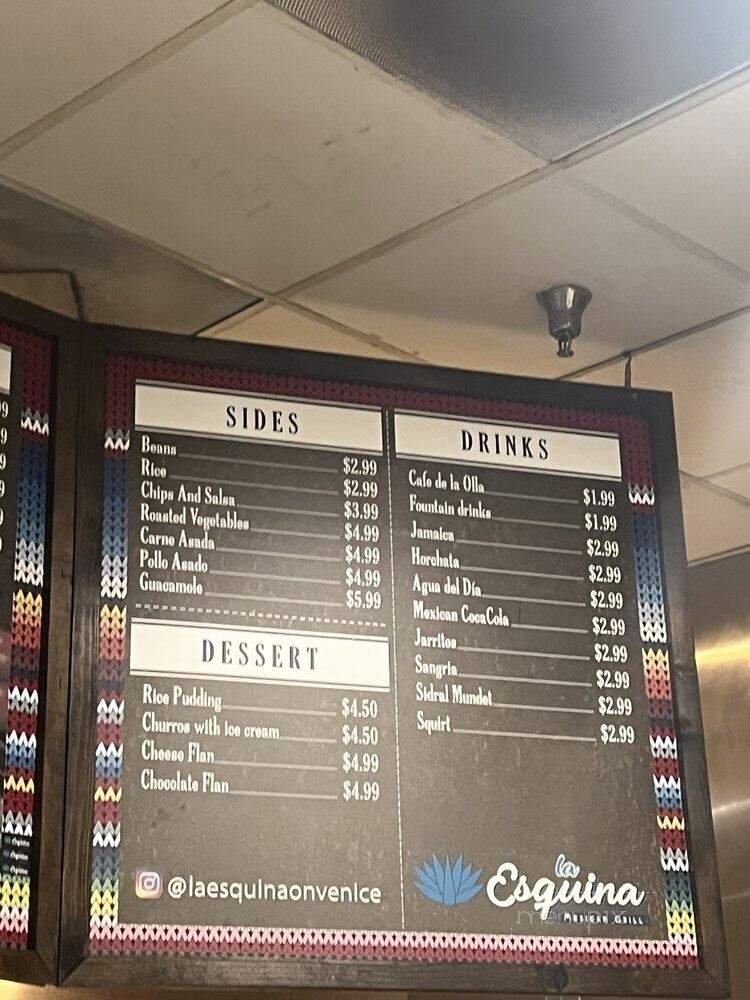 SIDES
Beans $2.99
Rice $2.99
Chips And Salsa $3.99
Roasted Vegetables $4.99
Carne Asada $4.99
Pollo Asado $4.99
Guacamole $5.99
DESSERT
Rice Pudding $4.50
Churros with ice cream $4.50
Cheese Flan $4.99
Chocolate Flan $4.99
@laesquinaonvenice
DRINKS
Cafe de la Olla $1.99
Fountain drinks $1.99
Jamaica $2.99
Horchata $2.99
Agua del Día $2.99
Mexican CocaCola $2.99
Jarritos $2.99
Sangria $2.99
Sidral Mundet $2.99
Squirt $2.99
la
Esquina
MEXICAN GRILL